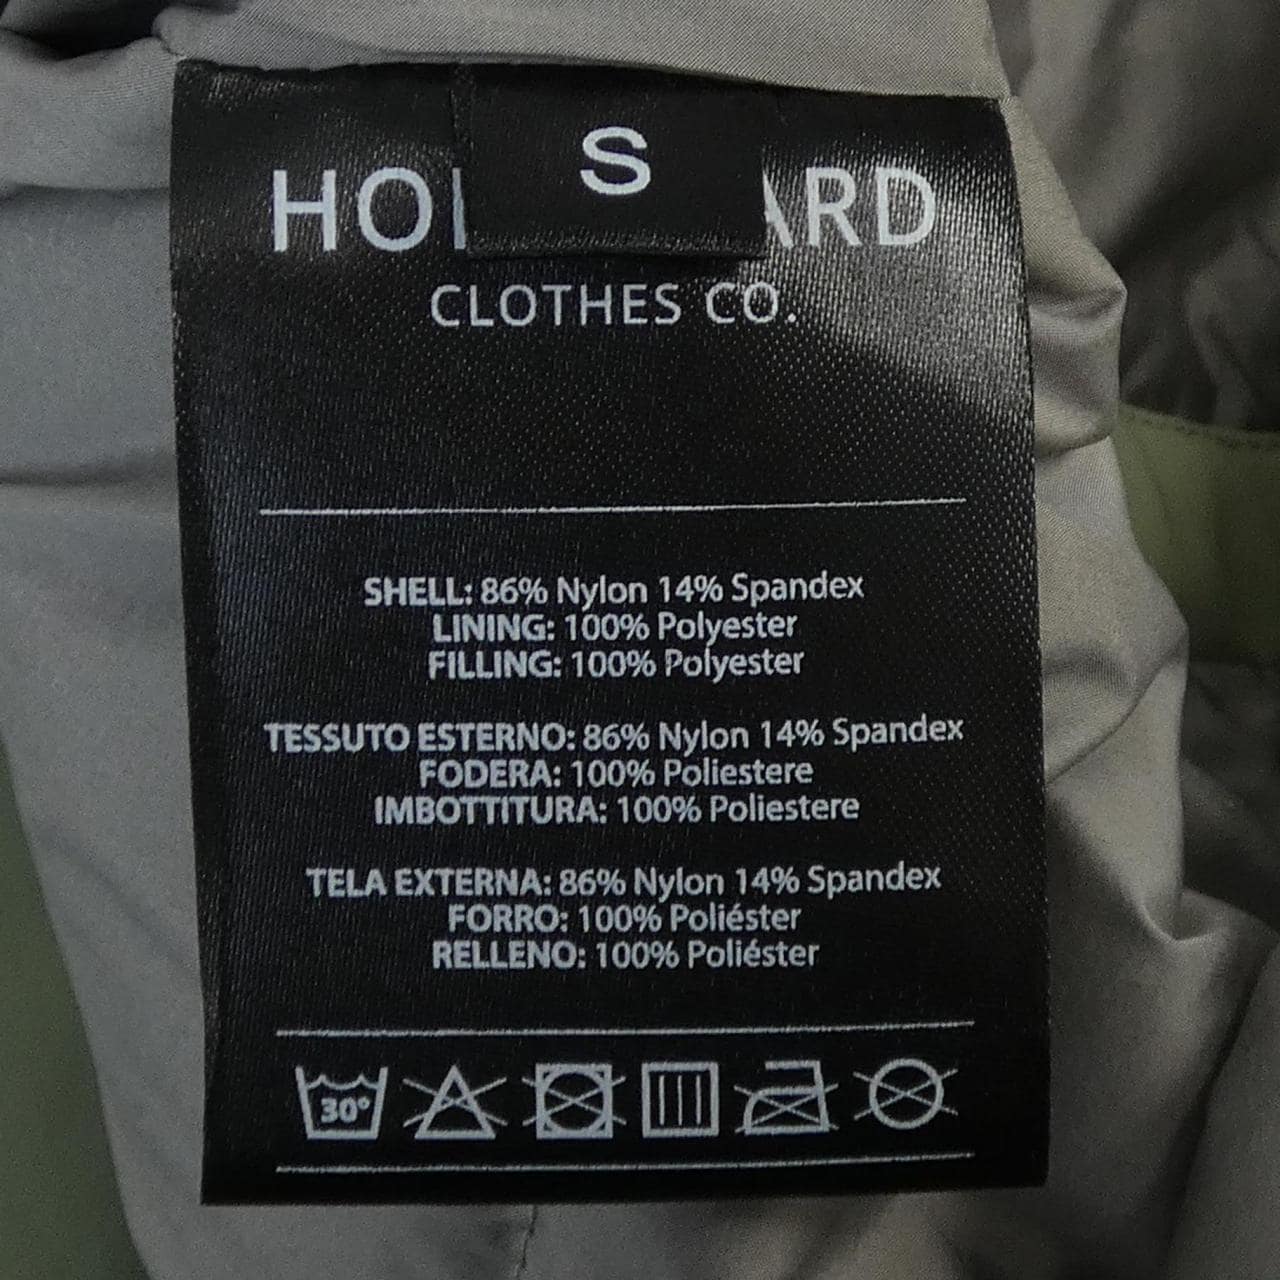 S
CLOTHES CO.
SHELL: 86% Nylon 14% Spandex
LINING: 100% Polyester
FILLING: 100% Polyester
TESSUTO ESTERNO: 86% Nylon 14% Spandex
FODERA: 100% Poliestere
IMBOTTITURA: 100% Poliestere
TELA EXTERNA: 86% Nylon 14% Spandex
FORRO: 100% Poliéster
RELLENO: 100% Poliéster
30°